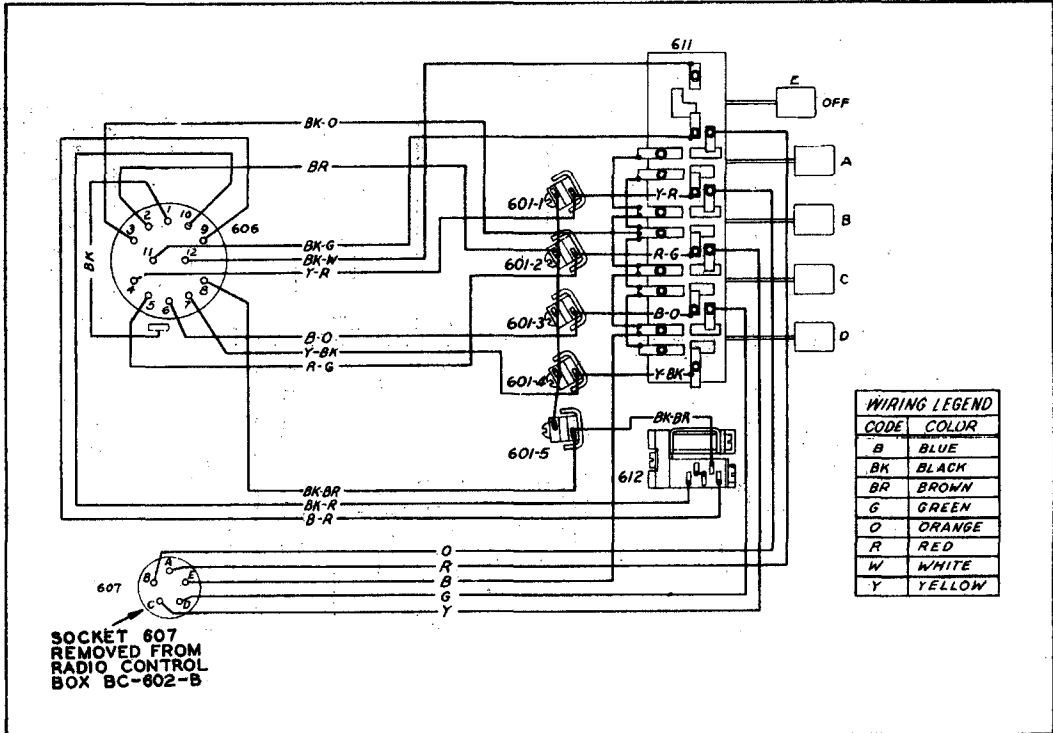 611
E
OFF
BK-O
A
BR
Y-R
601-1
2
1
10
B
3
9
606
11
12
BK-G
BK-W
Y-R
BK
R-G
601-2
C
4
5
6
7
8
B-O
601-3
B-O
D
Y-BK
R-G
Y-BK
601-4
WIRING LEGEND
CODE COLOR
B BLUE
BK BLACK
BR BROWN
G GREEN
O ORANGE
R RED
W WHITE
Y YELLOW
BK-BR
601-5
612
BK-BR
BK-R
B-R
O
R
B
G
Y
A
B
E
C
D
607
SOCKET 607
REMOVED FROM
RADIO CONTROL
BOX BC-602-B